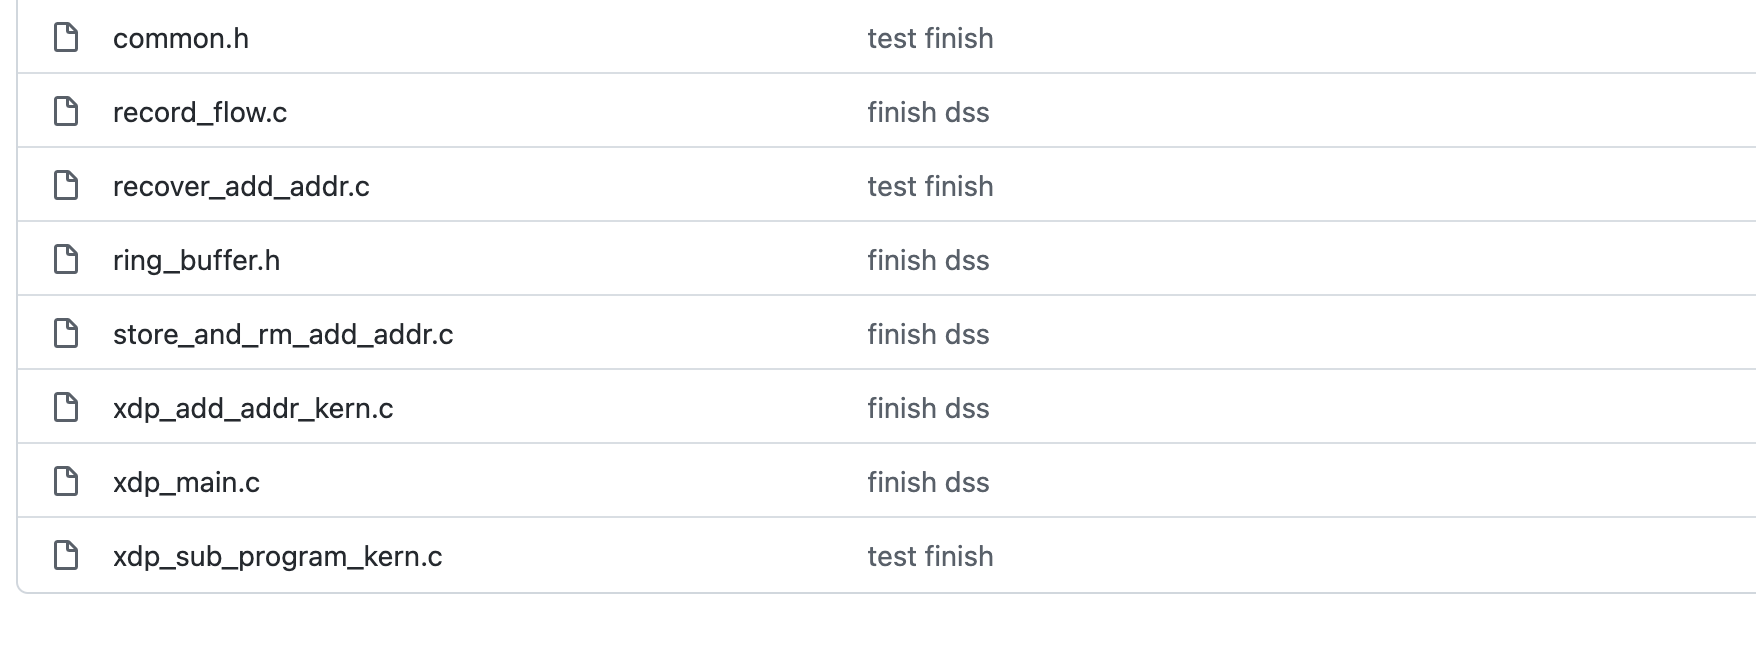 common.h test finish
record_flow.c finish dss
recover_add_addr.c test finish
ring_buffer.h finish dss
store_and_rm_add_addr.c finish dss
xdp_add_addr_kern.c finish dss
xdp_main.c finish dss
xdp_sub_program_kern.c test finish